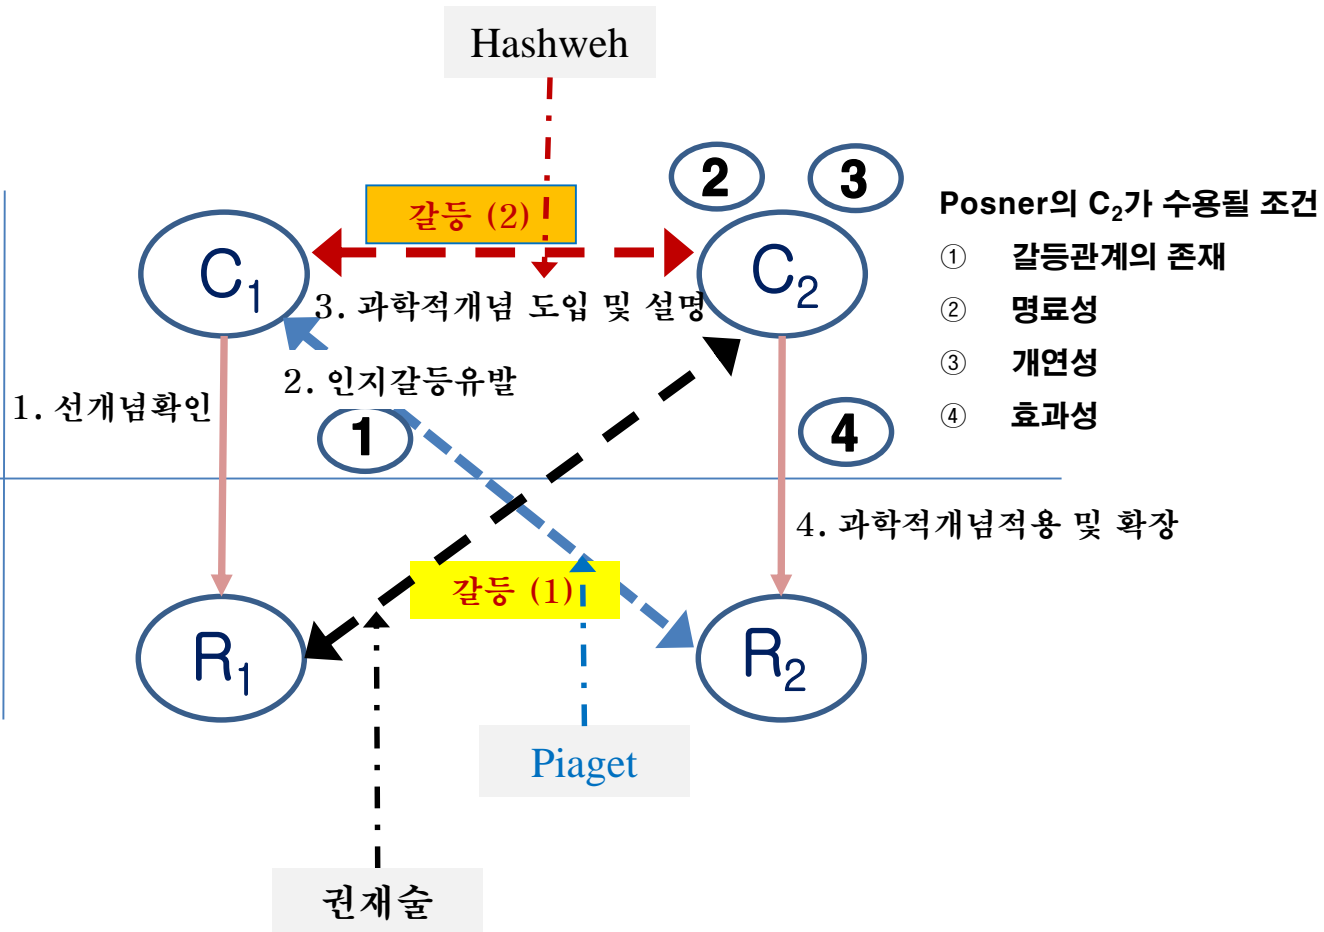 Hashweh
2
3
갈등 (2)
Posner의 C₂가 수용될 조건
① 갈등관계의 존재
② 명료성
③ 개연성
④ 효과성
C₁
C₂
3. 과학적개념 도입 및 설명
2. 인지갈등유발
1. 선개념확인
1
4
4. 과학적개념적용 및 확장
갈등 (1)
R₁
R₂
Piaget
권재술